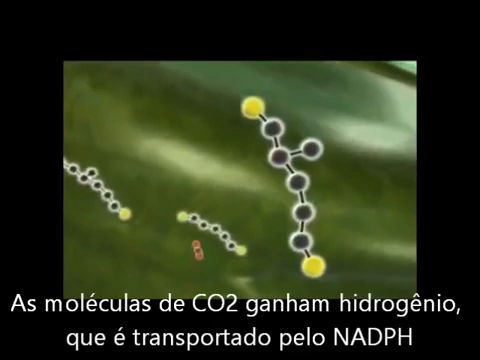 As moléculas de CO2 ganham hidrogênio,
que é transportado pelo NADPH